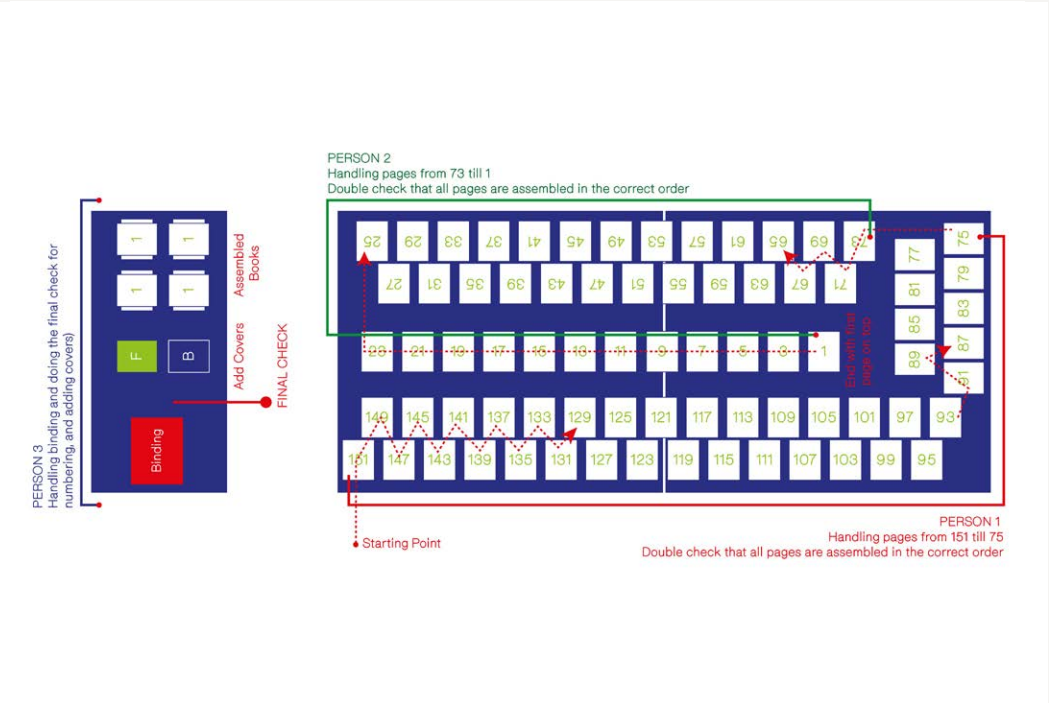 PERSON 3
Handling binding and doing the final check for
numbering, and adding covers)
1 1
1 1
Assembled
Books
F B
Add Covers
FINAL CHECK
Binding
PERSON 2
Handling pages from 73 till 1
Double check that all pages are assembled in the correct order
25 29 33 37 41 45 49 53 57 61 65 69 73
27 31 35 39 43 47 51 55 59 63 67 71
23 21 19 17 15 13 11 9 7 5 3 1
End with first
page on top
77 81 85 89
75 79 83 87 91
149 145 141 137 133 129 125 121 117 113 109 105 101 97 93
151 147 143 139 135 131 127 123 119 115 111 107 103 99 95
Starting Point
PERSON 1
Handling pages from 151 till 75
Double check that all pages are assembled in the correct order